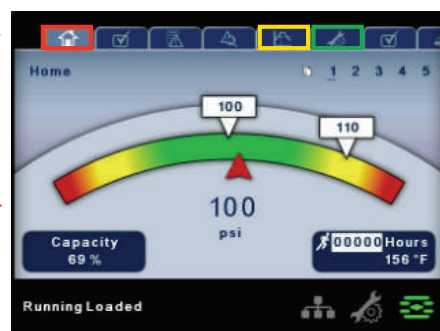 Home 1 2 3 4 5
100
110
100
psi
Capacity
69 %
00000 Hours
156 °F
Running Loaded